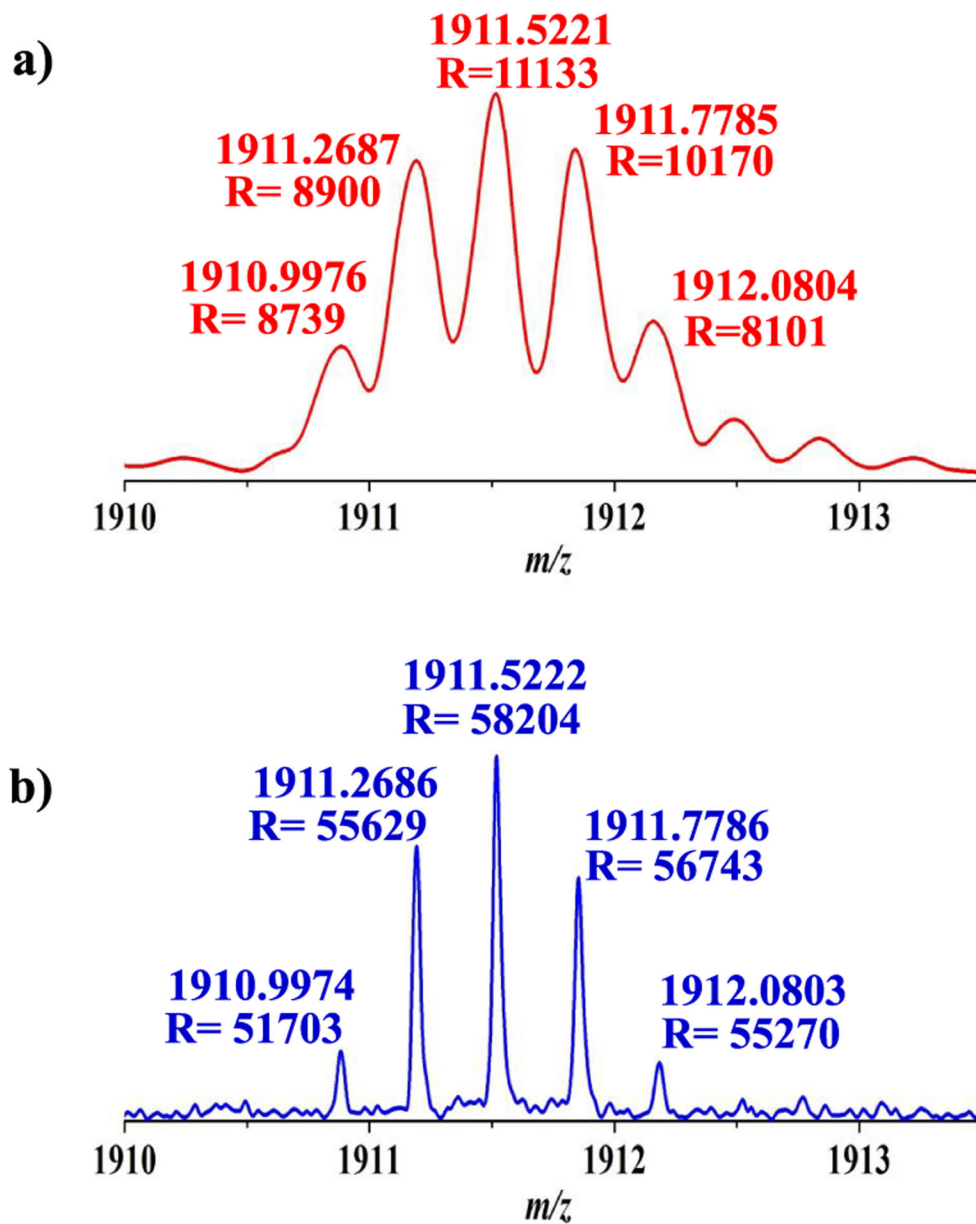 a)
1911.5221
R=11133
1911.2687
R= 8900
1911.7785
R=10170
1910.9976
R= 8739
1912.0804
R=8101
1910 1911 1912 1913
m/z
b)
1911.5222
R= 58204
1911.2686
R= 55629
1911.7786
R= 56743
1910.9974
R= 51703
1912.0803
R= 55270
1910 1911 1912 1913
m/z